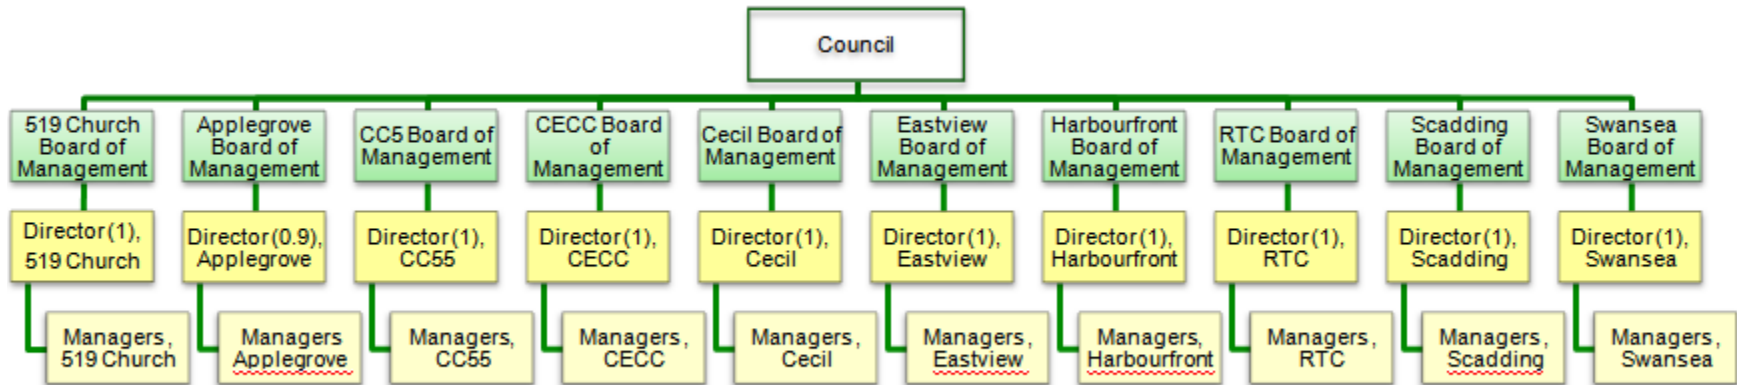 Council
519 Church
Board of
Management
Applegrove
Board of
Management
CC5 Board of
Management
CECC Board
of
Management
Cecil Board of
Management
Eastview
Board of
Management
Harbourfront
Board of
Management
RTC Board of
Management
Scadding
Board of
Management
Swansea
Board of
Management
Director(1),
519 Church
Director(0.9),
Applegrove
Director(1),
CC55
Director(1),
CECC
Director(1),
Cecil
Director(1),
Eastview
Director(1),
Harbourfront
Director(1),
RTC
Director(1),
Scadding
Director(1),
Swansea
Managers,
519 Church
Managers
Applegrove
Managers,
CC55
Managers,
CECC
Managers,
Cecil
Managers,
Eastview
Managers,
Harbourfront
Managers,
RTC
Managers,
Scadding
Managers,
Swansea